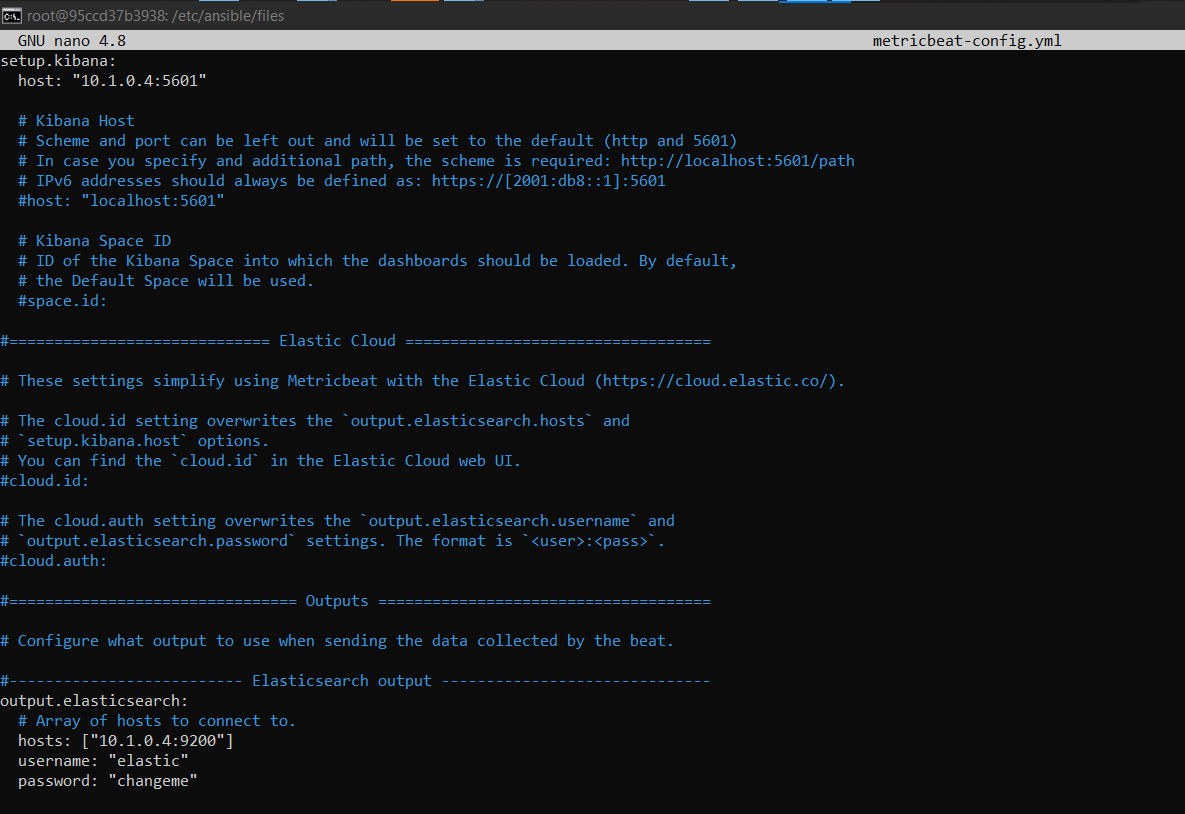 root@95ccd37b3938: /etc/ansible/files
GNU nano 4.8 metricbeat-config.yml
setup.kibana:
  host: "10.1.0.4:5601"

  # Kibana Host
  # Scheme and port can be left out and will be set to the default (http and 5601)
  # In case you specify and additional path, the scheme is required: http://localhost:5601/path
  # IPv6 addresses should always be defined as: https://[2001:db8::1]:5601
  #host: "localhost:5601"

  # Kibana Space ID
  # ID of the Kibana Space into which the dashboards should be loaded. By default,
  # the Default Space will be used.
  #space.id:

#============================= Elastic Cloud ==================================

# These settings simplify using Metricbeat with the Elastic Cloud (https://cloud.elastic.co/).

# The cloud.id setting overwrites the `output.elasticsearch.hosts` and
# `setup.kibana.host` options.
# You can find the `cloud.id` in the Elastic Cloud web UI.
#cloud.id:

# The cloud.auth setting overwrites the `output.elasticsearch.username` and
# `output.elasticsearch.password` settings. The format is `<user>:<pass>`.
#cloud.auth:

#================================ Outputs =====================================

# Configure what output to use when sending the data collected by the beat.

#-------------------------- Elasticsearch output ------------------------------
output.elasticsearch:
  # Array of hosts to connect to.
  hosts: ["10.1.0.4:9200"]
  username: "elastic"
  password: "changeme"